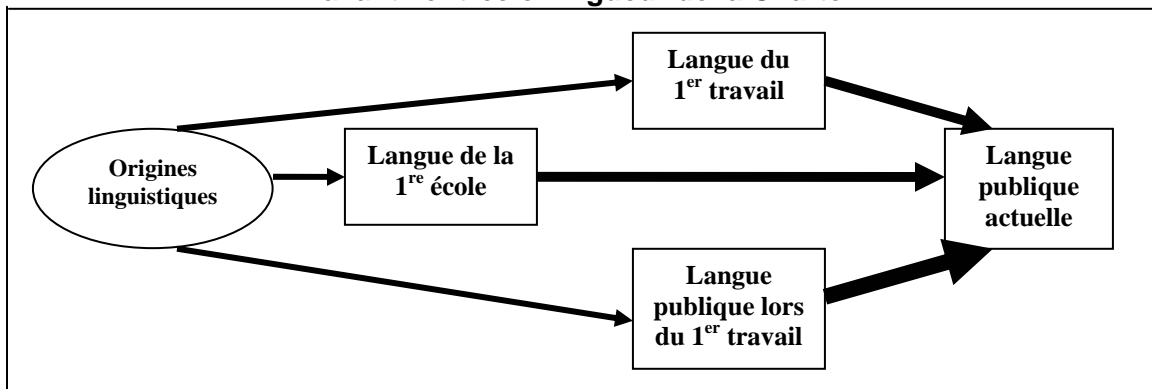 Langue du
1er travail
Origines
linguistiques
Langue de la
1re école
Langue
publique
actuelle
Langue
publique lors
du 1er travail